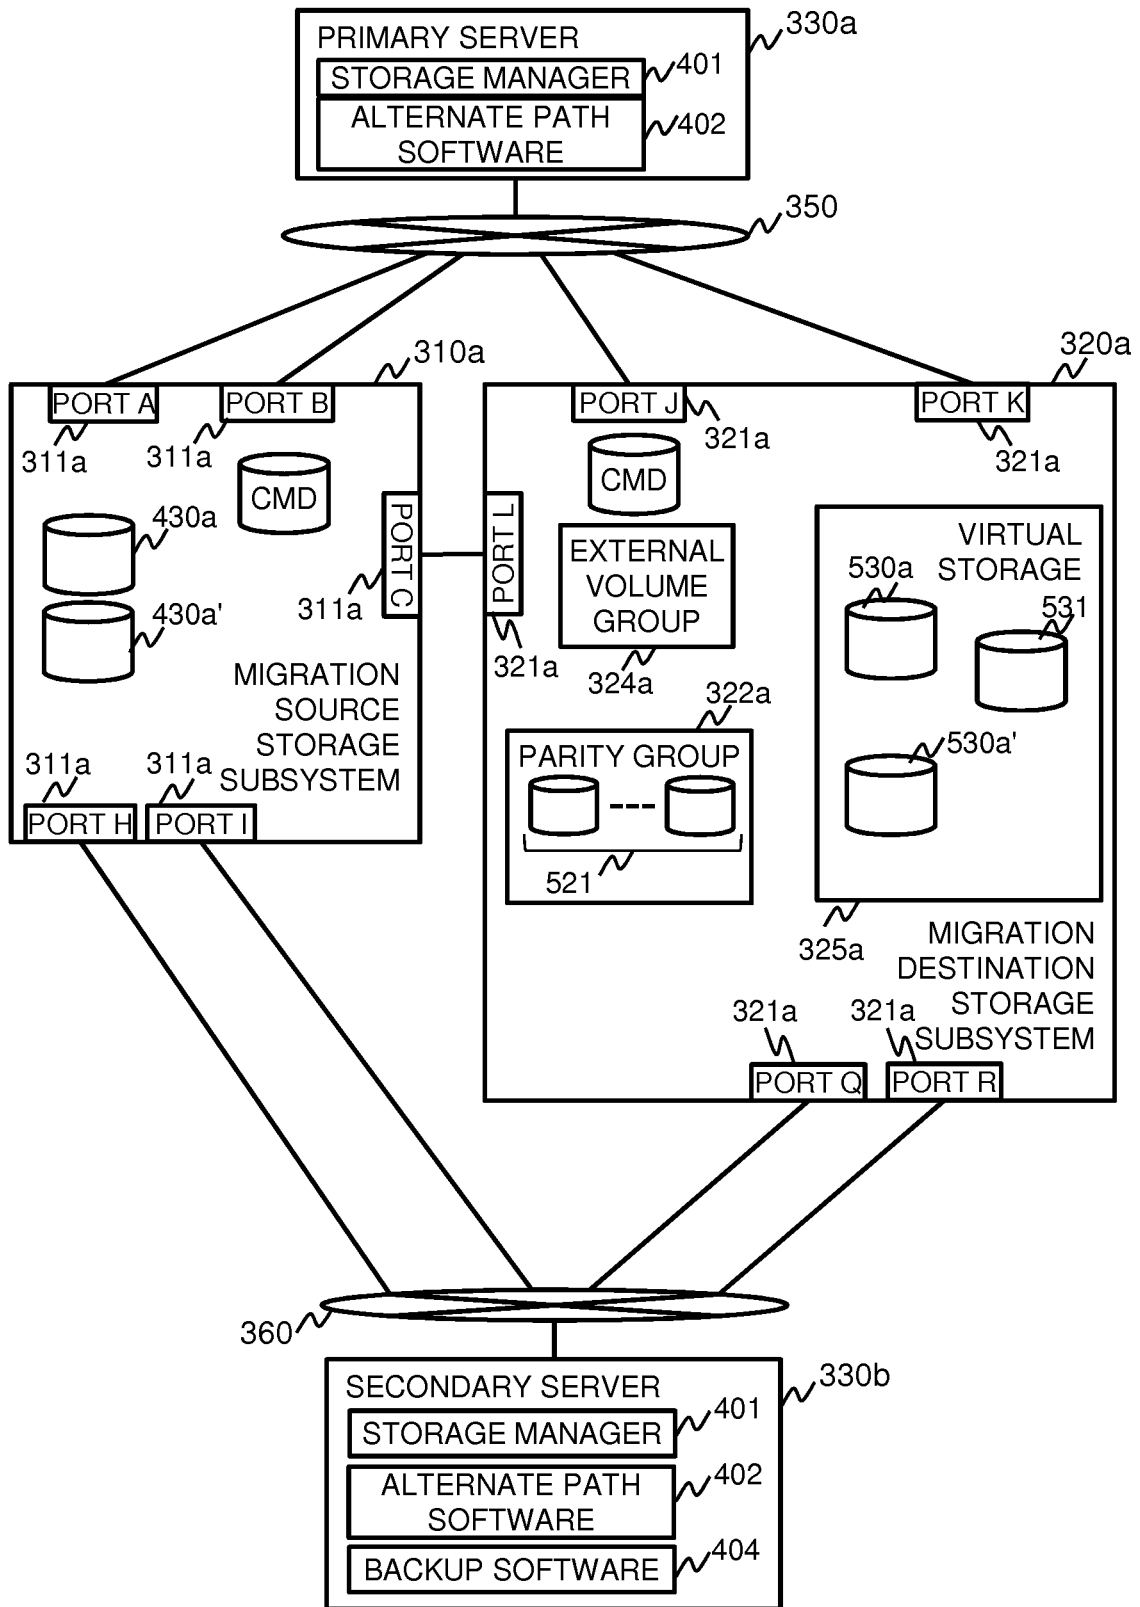 PRIMARY SERVER
330a
STORAGE MANAGER
401
ALTERNATE PATH
SOFTWARE
402
350
310a
320a
PORT A
PORT B
PORT J
PORT K
311a
311a
321a
321a
CMD
CMD
430a
430a'
PORT C
311a
PORT L
321a
EXTERNAL
VOLUME
GROUP
324a
VIRTUAL
STORAGE
530a
531
530a'
325a
MIGRATION
SOURCE
STORAGE
SUBSYSTEM
322a
PARITY GROUP
521
311a
311a
PORT H
PORT I
MIGRATION
DESTINATION
STORAGE
SUBSYSTEM
321a
321a
PORT Q
PORT R
360
SECONDARY SERVER
330b
STORAGE MANAGER
401
ALTERNATE PATH
SOFTWARE
402
BACKUP SOFTWARE
404